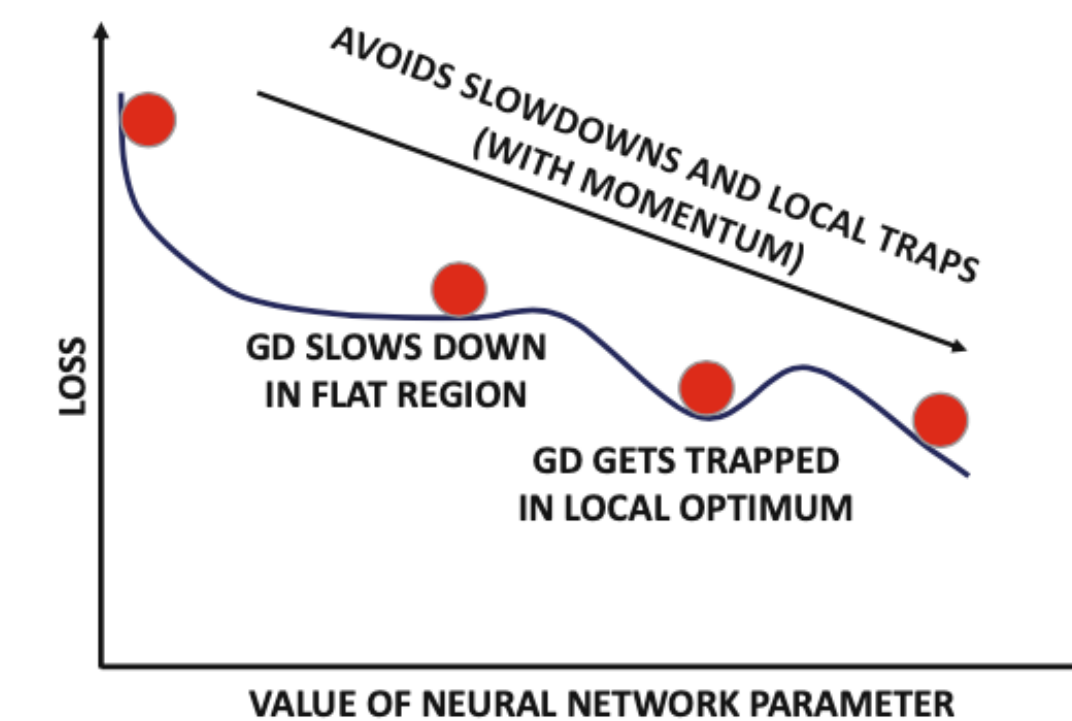 AVOIDS SLOWDOWNS AND LOCAL TRAPS
(WITH MOMENTUM)
LOSS
GD SLOWS DOWN
IN FLAT REGION
GD GETS TRAPPED
IN LOCAL OPTIMUM
VALUE OF NEURAL NETWORK PARAMETER